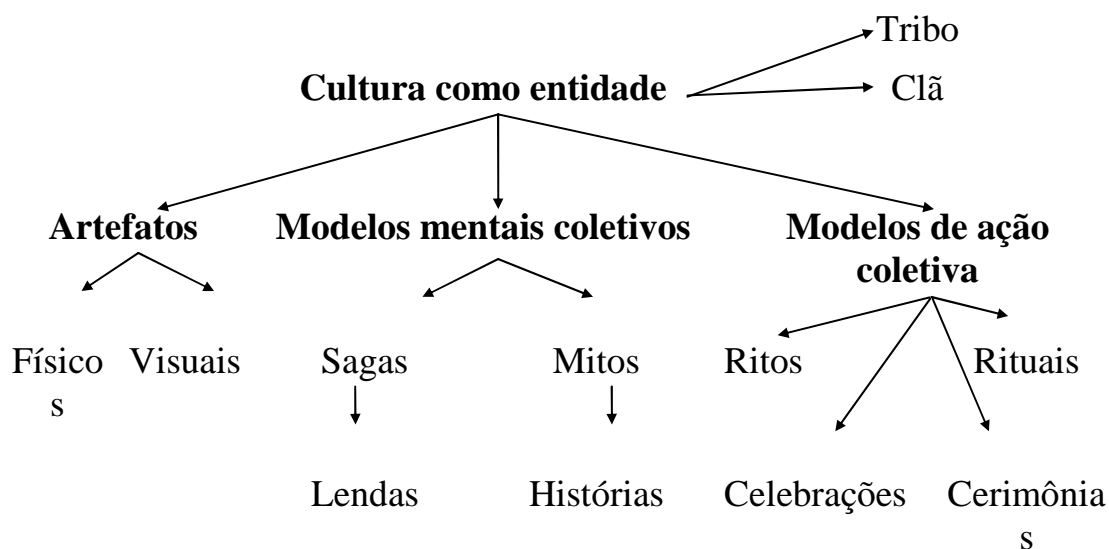 Tribo
Cultura como entidade
Clã
Artefatos
Modelos mentais coletivos
Modelos de ação
coletiva
Físico
s
Visuais
Sagas
Mitos
Ritos
Rituais
Lendas
Histórias
Celebrações
Cerimônia
s